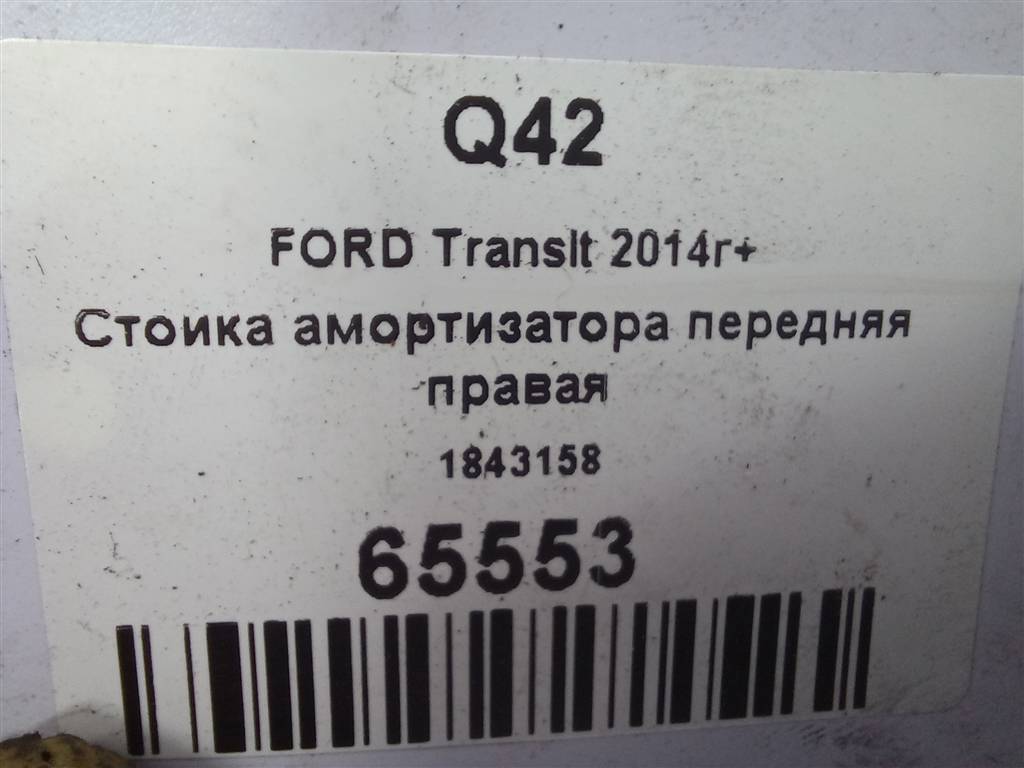 Q42
FORD Transit 2014г+
Стойка амортизатора передняя
правая
1843158
65553